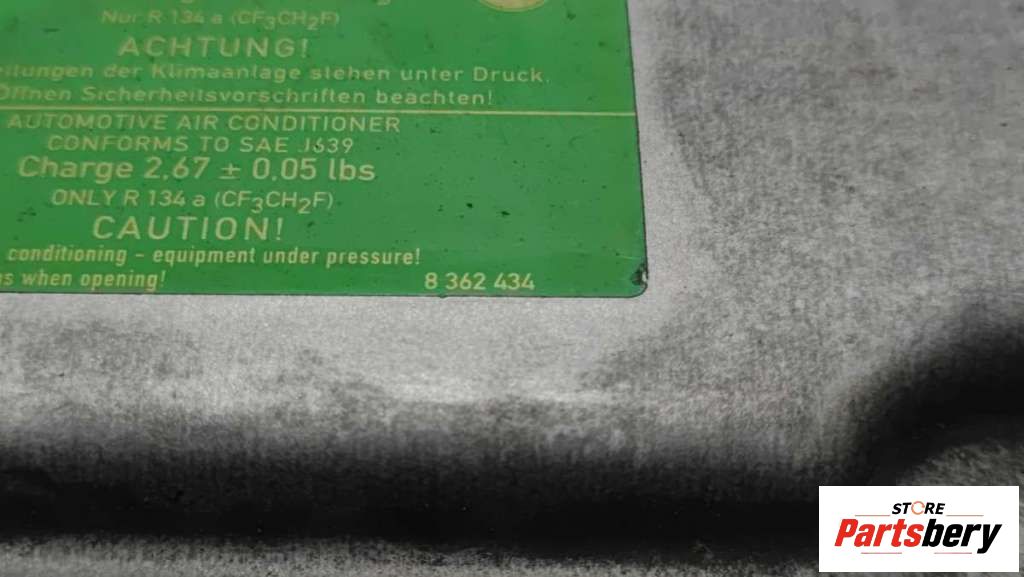 Nur R 134 a (CF3CH2F)
ACHTUNG!
der Klimaanlage stehen unter Druck.
Öffnen Sicherheitsvorschriften beachten!
AUTOMOTIVE AIR CONDITIONER
CONFORMS TO SAE J639
Charge 2,67 ± 0,05 lbs
ONLY R 134 a (CF3CH2F)
CAUTION!
conditioning - equipment under pressure!
when opening!
8 362 434
STORE
Partsbery